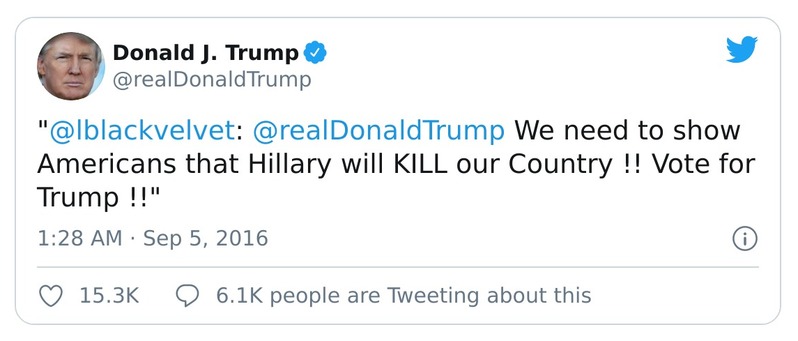 Donald J. Trump
@realDonaldTrump
"@lblackvelvet: @realDonaldTrump We need to show
Americans that Hillary will KILL our Country !! Vote for
Trump !!"
1:28 AM · Sep 5, 2016
15.3K 6.1K people are Tweeting about this